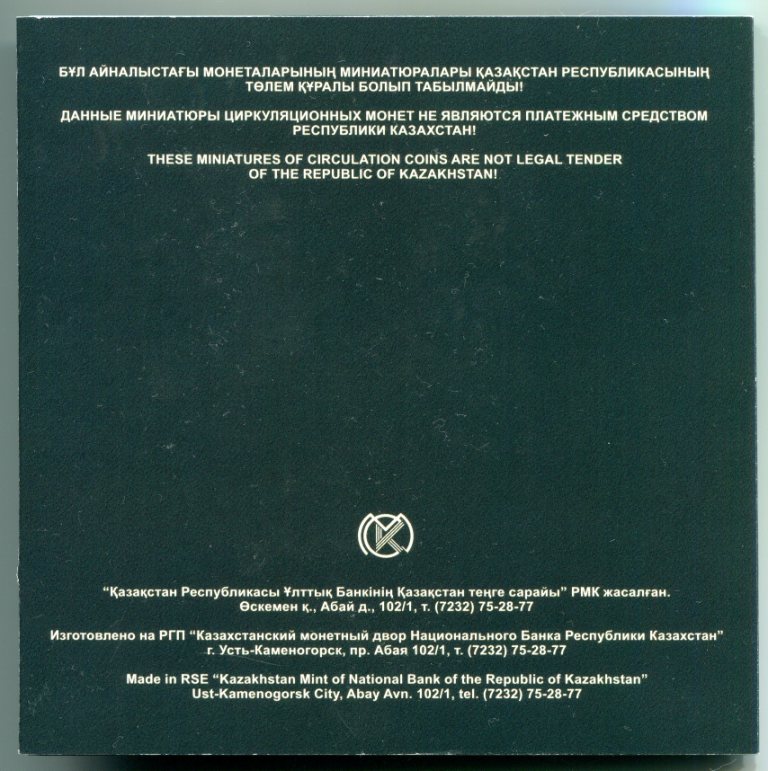 БҰЛ АЙНАЛЫСТАҒЫ МОНЕТАЛАРЫНЫҢ МИНИАТЮРАЛАРЫ ҚАЗАҚСТАН РЕСПУБЛИКАСЫНЫҢ
ТӨЛЕМ ҚҰРАЛЫ БОЛЫП ТАБЫЛМАЙДЫ!
ДАННЫЕ МИНИАТЮРЫ ЦИРКУЛЯЦИОННЫХ МОНЕТ НЕ ЯВЛЯЮТСЯ ПЛАТЕЖНЫМ СРЕДСТВОМ
РЕСПУБЛИКИ КАЗАХСТАН!
THESE MINIATURES OF CIRCULATION COINS ARE NOT LEGAL TENDER
OF THE REPUBLIC OF KAZAKHSTAN!
“Қазақстан Республикасы Ұлттық Банкінің Қазақстан теңге сарайы” РМК жасалған.
Өскемен қ., Абай д., 102/1, т. (7232) 75-28-77
Изготовлено на РГП “Казахстанский монетный двор Национального Банка Республики Казахстан”
г. Усть-Каменогорск, пр. Абая 102/1, т. (7232) 75-28-77
Made in RSE “Kazakhstan Mint of National Bank of the Republic of Kazakhstan”
Ust-Kamenogorsk City, Abay Avn. 102/1, tel. (7232) 75-28-77